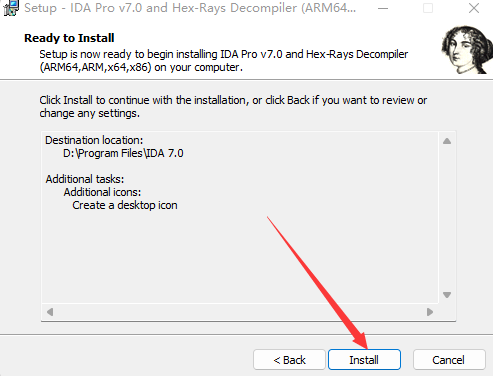 Setup - IDA Pro v7.0 and Hex-Rays Decompiler (ARM64...
Ready to Install
Setup is now ready to begin installing IDA Pro v7.0 and Hex-Rays Decompiler
(ARM64,ARM,x64,x86) on your computer.
Click Install to continue with the installation, or click Back if you want to review or
change any settings.
Destination location:
D:\Program Files\IDA 7.0
Additional tasks:
Additional icons:
Create a desktop icon
< Back
Install
Cancel